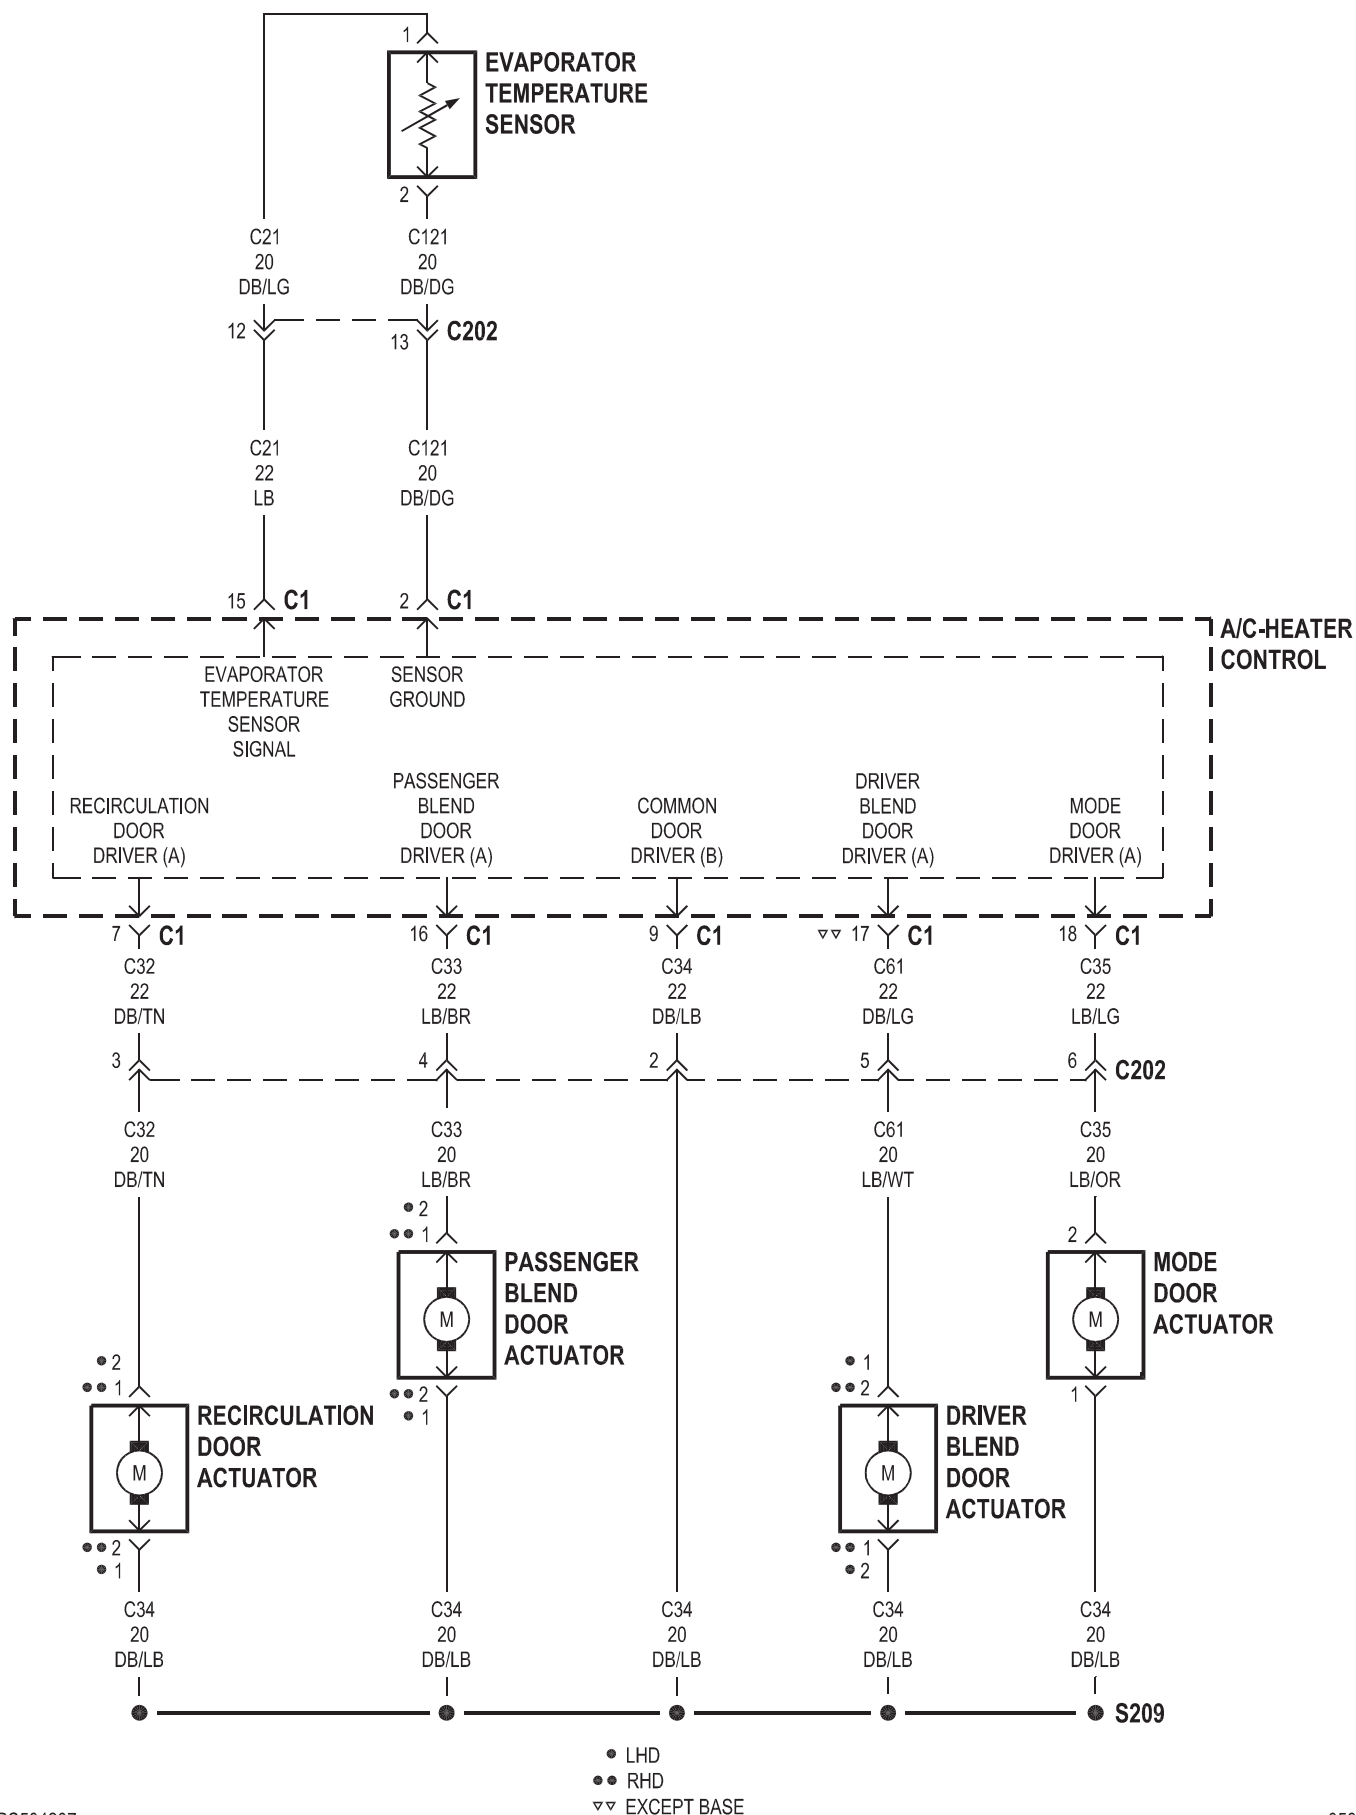 1
EVAPORATOR
TEMPERATURE
SENSOR
2
C21 C121
20 20
DB/LG DB/DG
12 13 C202
C21 C121
22 20
LB DB/DG
15 C1 2 C1
A/C-HEATER
CONTROL
EVAPORATOR SENSOR
TEMPERATURE GROUND
SENSOR
SIGNAL
PASSENGER DRIVER
RECIRCULATION BLEND COMMON BLEND MODE
DOOR DOOR DOOR DOOR DOOR
DRIVER (A) DRIVER (A) DRIVER (B) DRIVER (A) DRIVER (A)
7 C1 16 C1 9 C1 17 C1 18 C1
C32 C33 C34 C61 C35
22 22 22 22 22
DB/TN LB/BR DB/LB DB/LG LB/LG
3 4 2 5 6 C202
C32 C33 C61 C35
20 20 20 20
DB/TN LB/BR LB/WT LB/OR
2
1 2
PASSENGER MODE
BLEND DOOR
DOOR ACTUATOR
ACTUATOR
M M
2 1
1 2 2 1
1
RECIRCULATION DRIVER
DOOR BLEND
ACTUATOR DOOR
ACTUATOR
M M
2 1
1 2
C34 C34 C34 C34 C34
20 20 20 20 20
DB/LB DB/LB DB/LB DB/LB DB/LB
S209
LHD
RHD
EXCEPT BASE